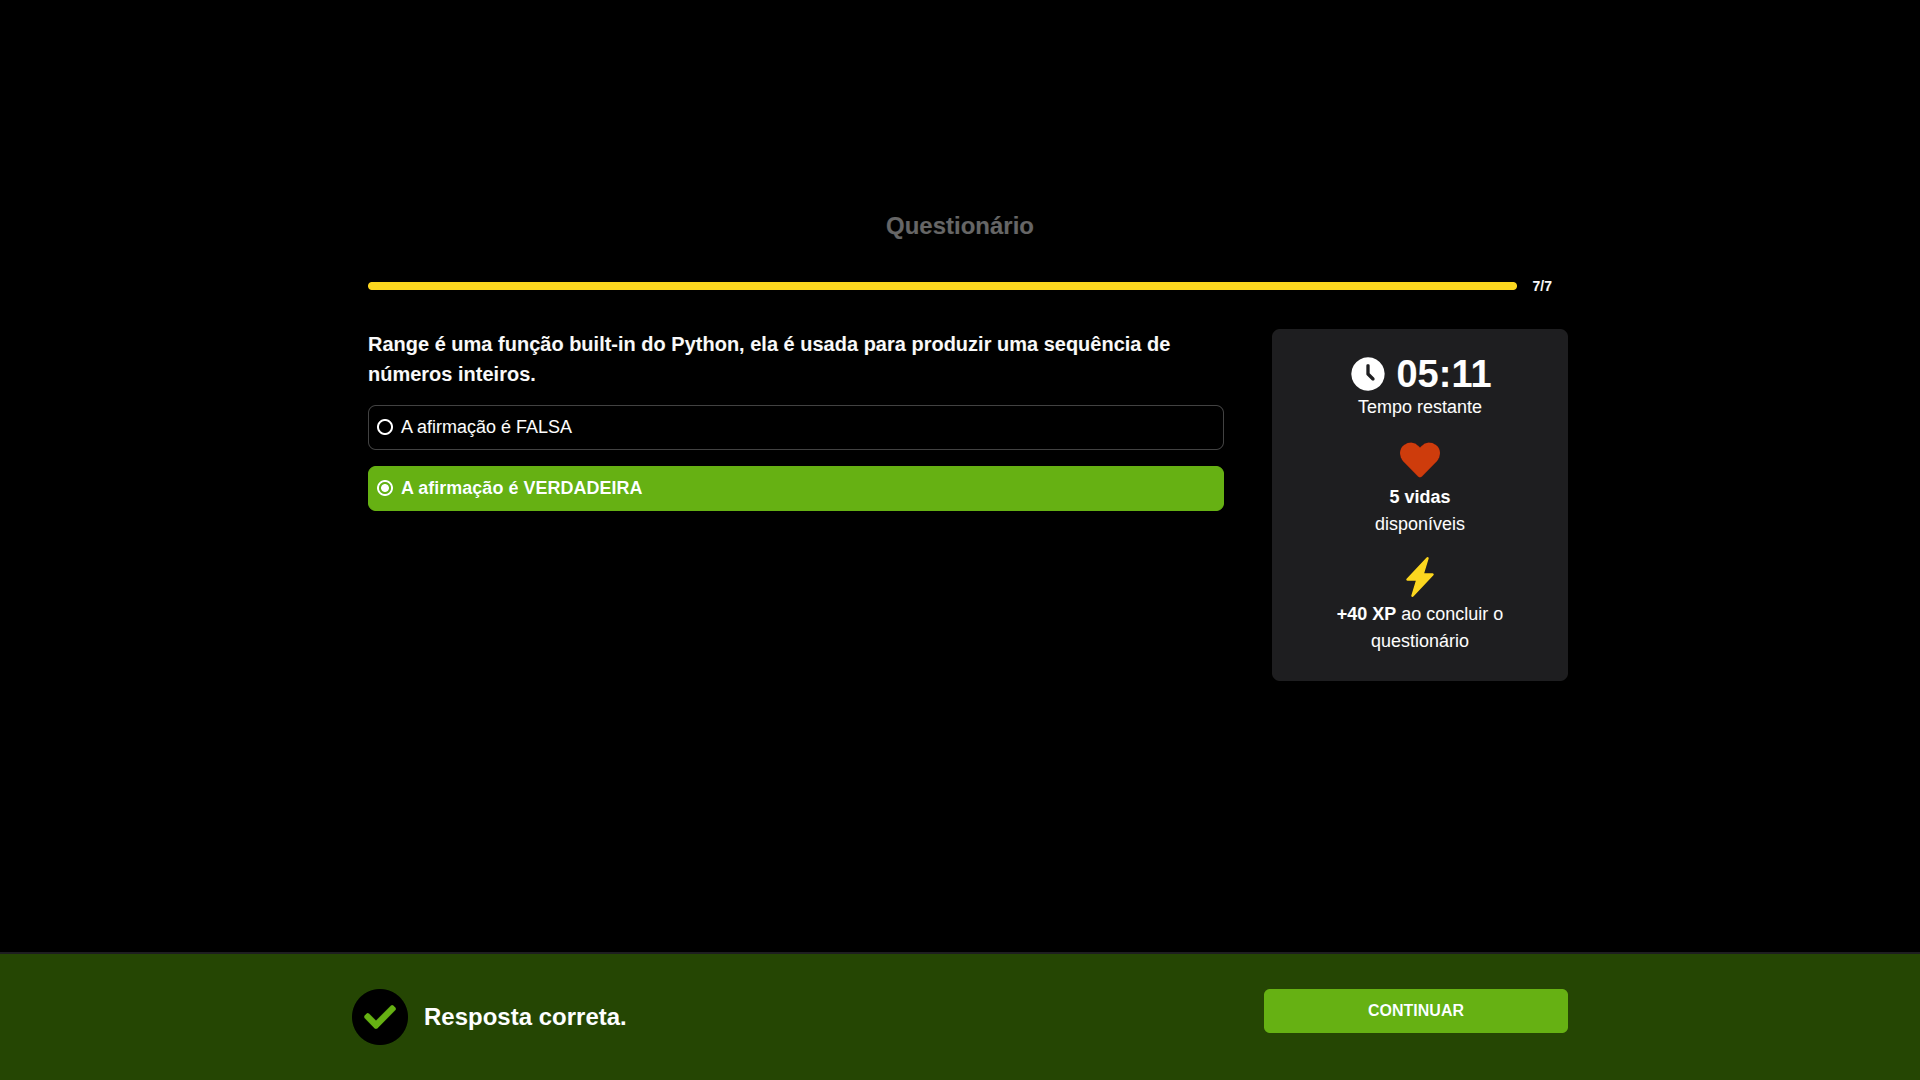 Questionário
7/7
Range é uma função built-in do Python, ela é usada para produzir uma sequência de
números inteiros.
A afirmação é FALSA
A afirmação é VERDADEIRA
05:11
Tempo restante
5 vidas
disponíveis
+40 XP ao concluir o
questionário
Resposta correta.
CONTINUAR